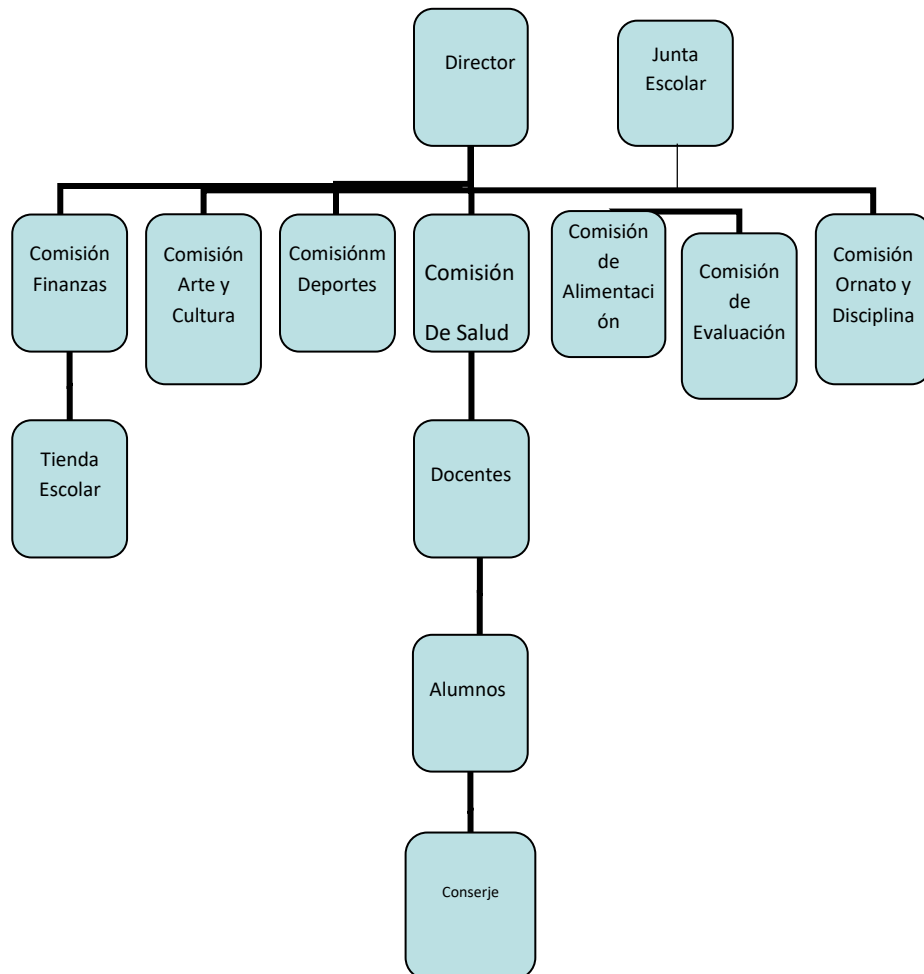 Director
Junta
Escolar
Comisión
Finanzas
Comisión
Arte y
Cultura
Comisiónm
Deportes
Comisión
De Salud
Comisión
de
Alimentaci
ón
Comisión
de
Evaluación
Comisión
Ornato y
Disciplina
Tienda
Escolar
Docentes
Alumnos
Conserje